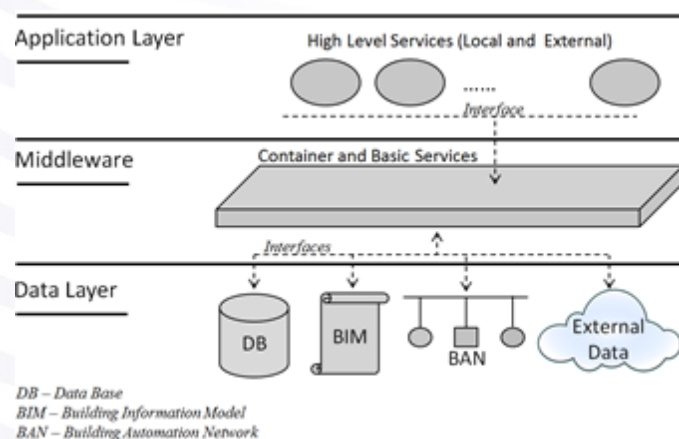 Application Layer
High Level Services (Local and External)
......
Interface
Middleware
Container and Basic Services
Interfaces
Data Layer
DB
BIM
BAN
External
Data
DB – Data Base
BIM – Building Information Model
BAN – Building Automation Network